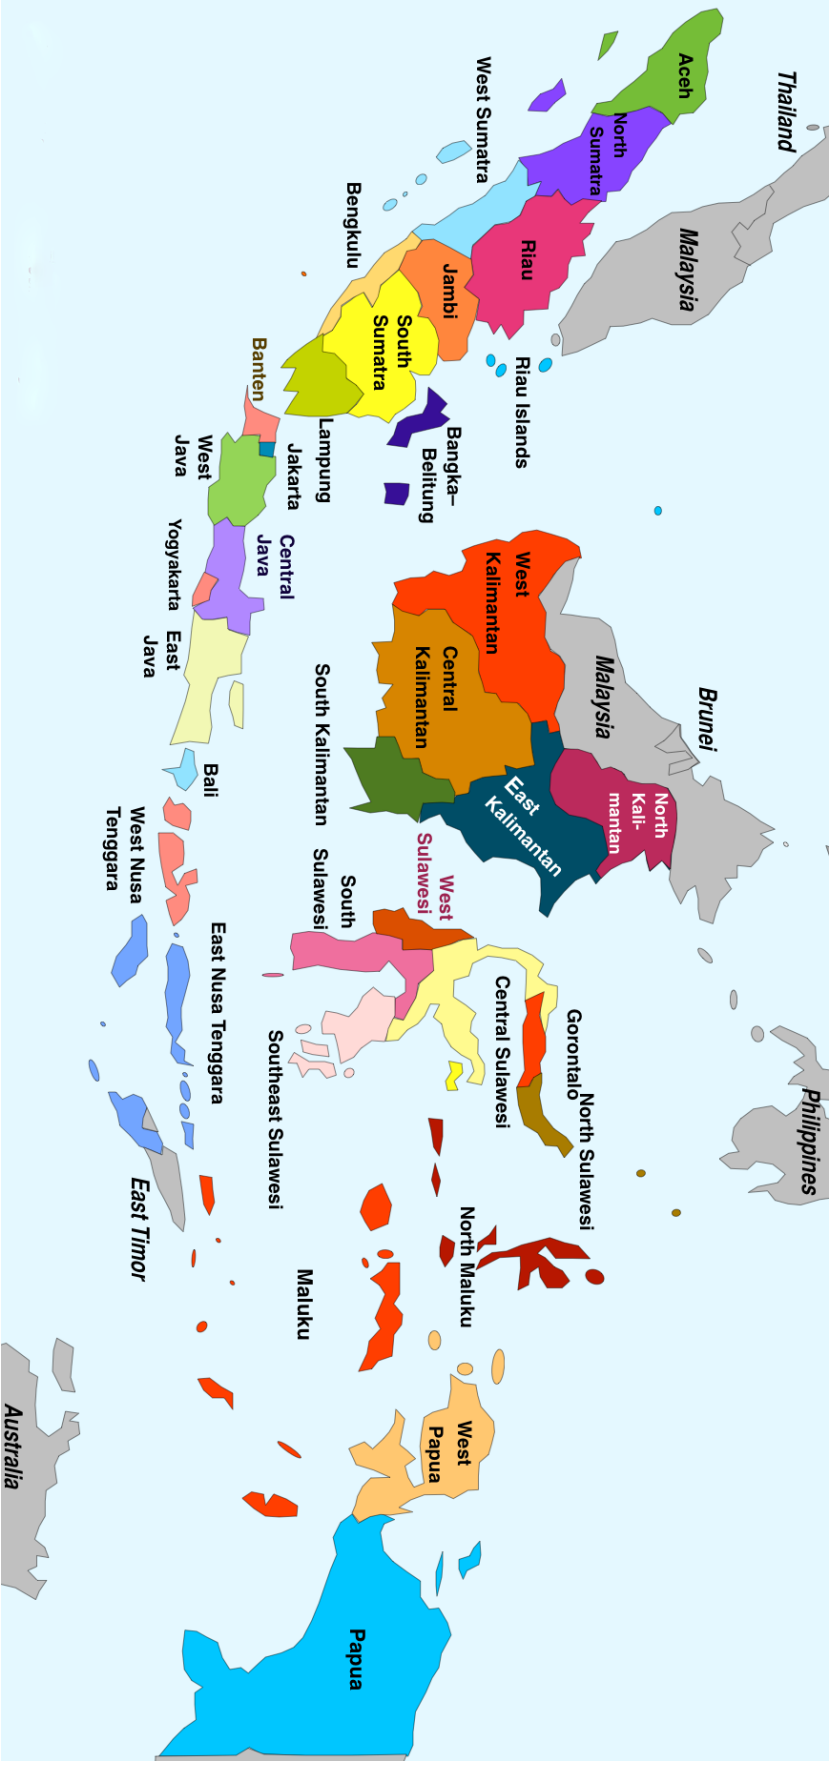 Thailand
Aceh
North
Sumatra
Malaysia
West Sumatra
Riau
Bengkulu
Jambi
South
Sumatra
Riau Islands
Banten
Lampung
Bangka–
Belitung
Jakarta
West
Java
Central
Java
Yogyakarta
East
Java
West
Kalimantan
Central
Kalimantan
South Kalimantan
Malaysia
Brunei
North
Kali-
mantan
East
Kalimantan
Bali
West Nusa
Tenggara
East Nusa Tenggara
West
Sulawesi
South
Sulawesi
Central Sulawesi
Gorontalo
North Sulawesi
Southeast Sulawesi
Philippines
East Timor
North Maluku
Maluku
West
Papua
Australia
Papua